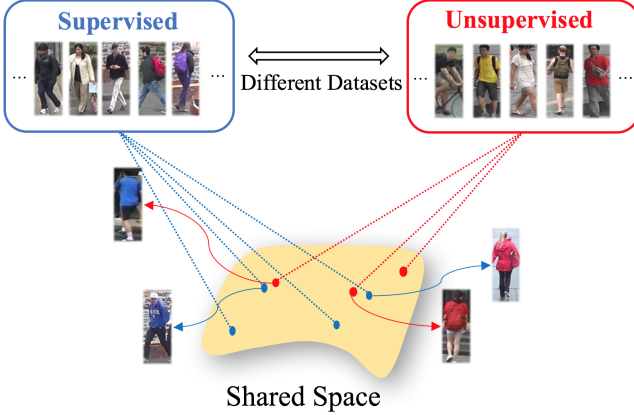 Supervised
Unsupervised
Different Datasets
...
...
...
...
Shared Space